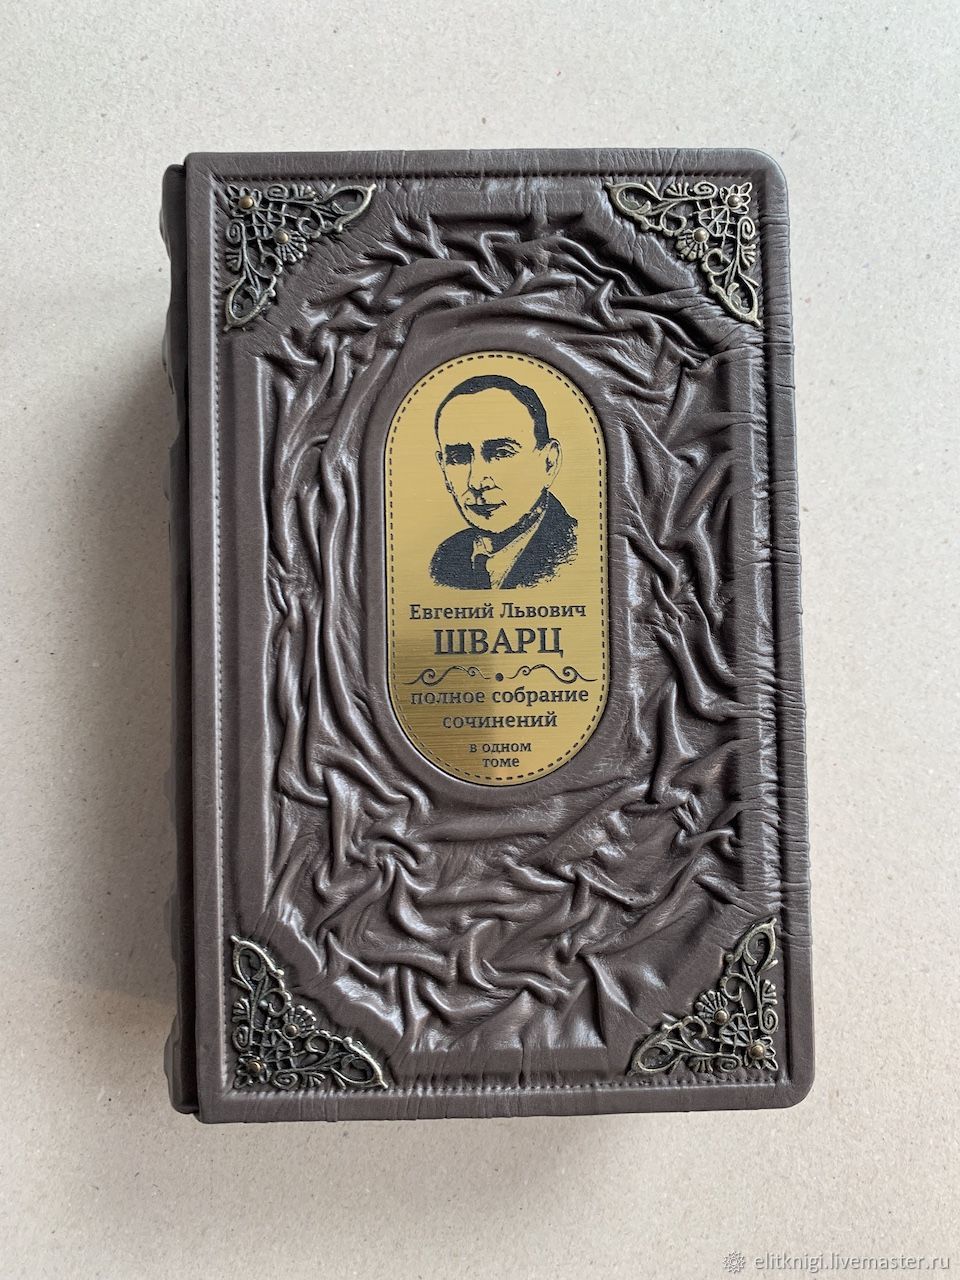 Евгений Львович
ШВАРЦ
полное собрание
сочинений
в одном
томе
elitknigi.livemaster.ru